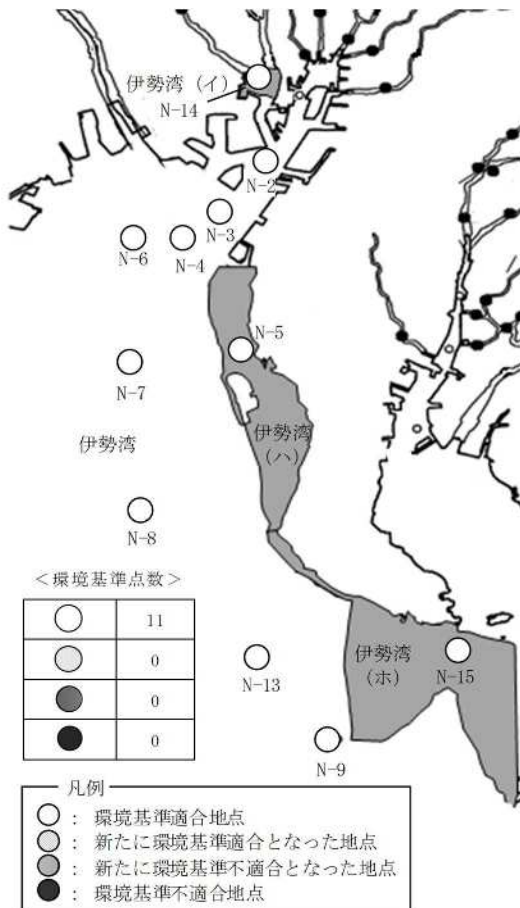 伊勢湾（イ）
N-14
N-2
N-3
N-6
N-4
N-5
N-7
伊勢湾
伊勢湾
（ハ）
N-8
＜環境基準点数＞
11
0
0
0
伊勢湾
（ホ）
N-15
N-13
N-9
凡例
： 環境基準適合地点
： 新たに環境基準適合となった地点
： 新たに環境基準不適合となった地点
： 環境基準不適合地点